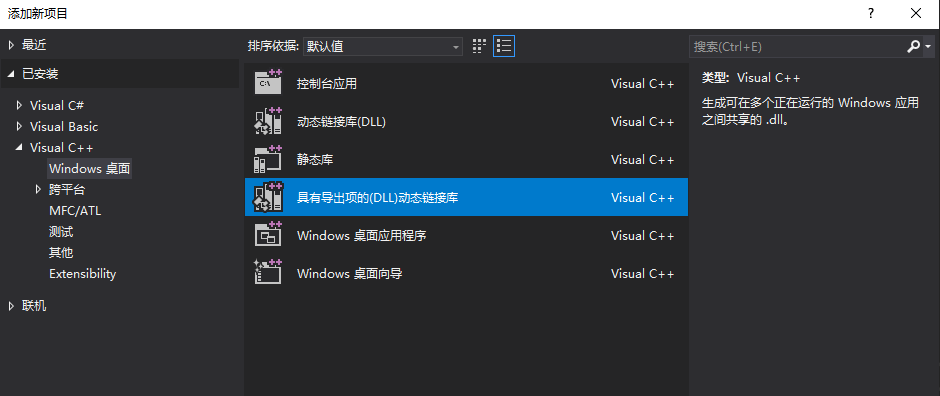 添加新项目
? ×
最近
已安装
Visual C#
Visual Basic
Visual C++
Windows 桌面
跨平台
MFC/ATL
测试
其他
Extensibility
联机
排序依据: 默认值
控制台应用 Visual C++
动态链接库(DLL) Visual C++
静态库 Visual C++
具有导出项的(DLL)动态链接库 Visual C++
Windows 桌面应用程序 Visual C++
Windows 桌面向导 Visual C++
搜索(Ctrl+E)
类型: Visual C++
生成可在多个正在运行的 Windows 应用
之间共享的 .dll。